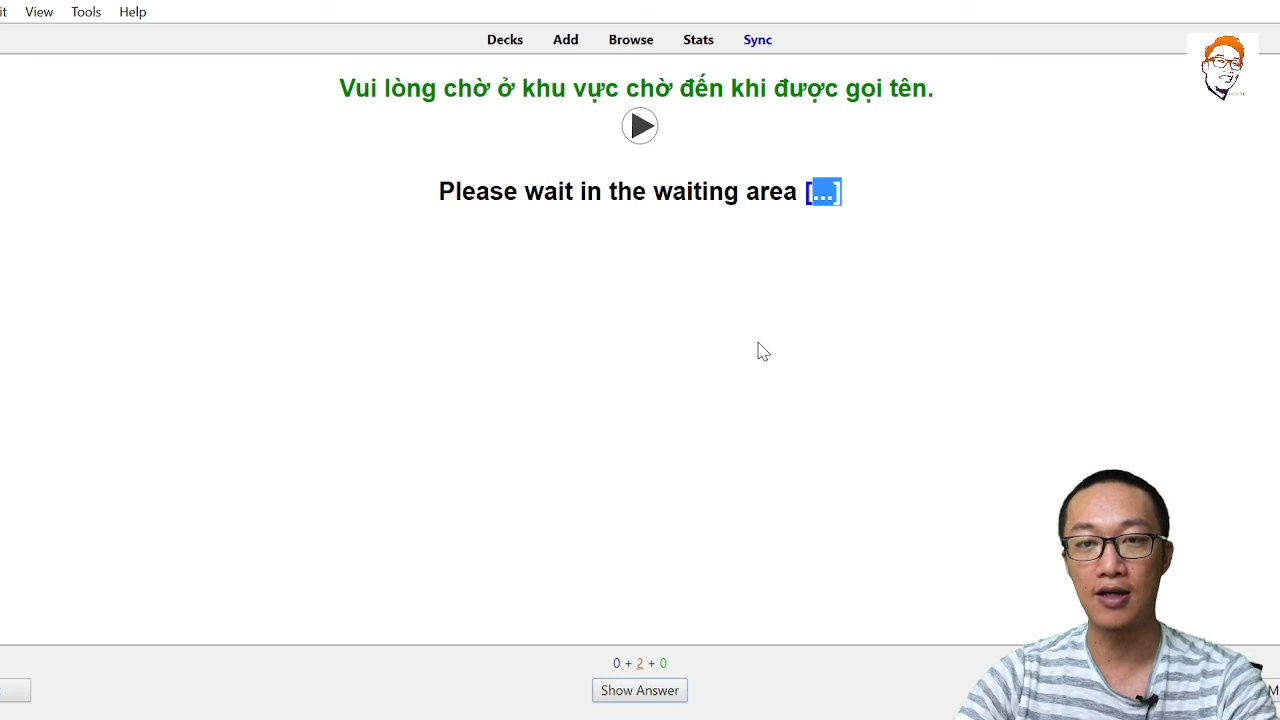 View Tools Help
Decks Add Browse Stats Sync
Vui lòng chờ ở khu vực chờ đến khi được gọi tên.
Please wait in the waiting area [...]
0 + 2 + 0
Show Answer